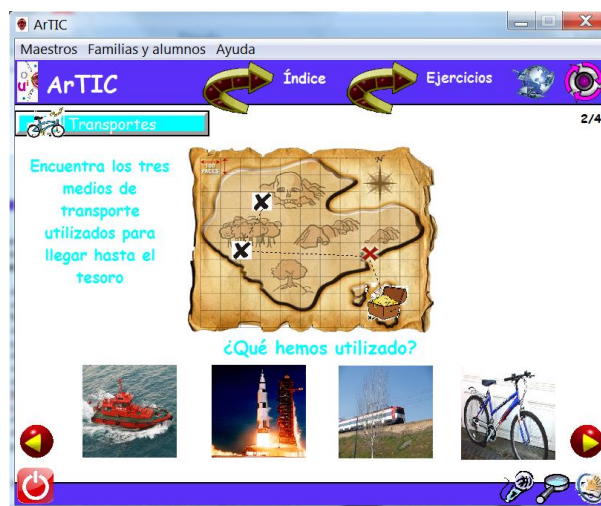 ArTIC
Maestros Familias y alumnos Ayuda
ArTIC
Índice
Ejercicios
Transportes
2/4
Encuentra los tres
medios de
transporte
utilizados para
llegar hasta el
tesoro
PACES
N
¿Qué hemos utilizado?